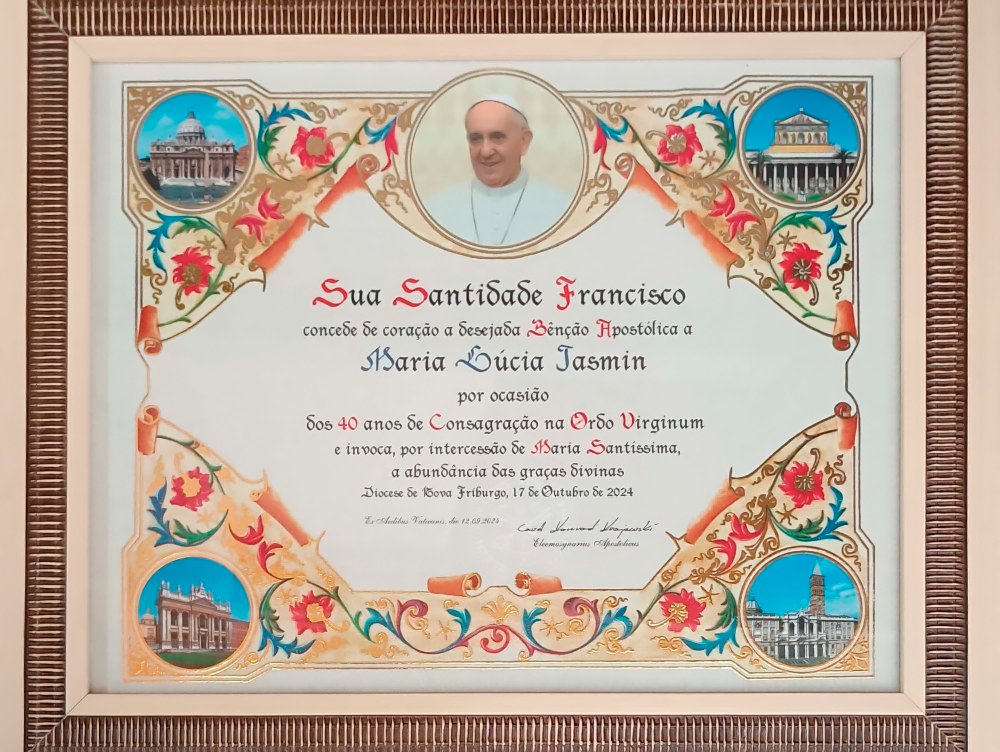 Sua Santidade Francisco
concede de coração a desejada Bênção Apostólica a
Maria Lúcia Iasmin
por ocasião
dos 40 anos de Consagração na Ordo Virginum
e invoca, por intercessão de Maria Santíssima,
a abundância das graças divinas
Diocese de Nova Friburgo, 17 de Outubro de 2024
Ex Aedibus Vaticanis, die 12.09.2024
Eleemosynarius Apostolicus